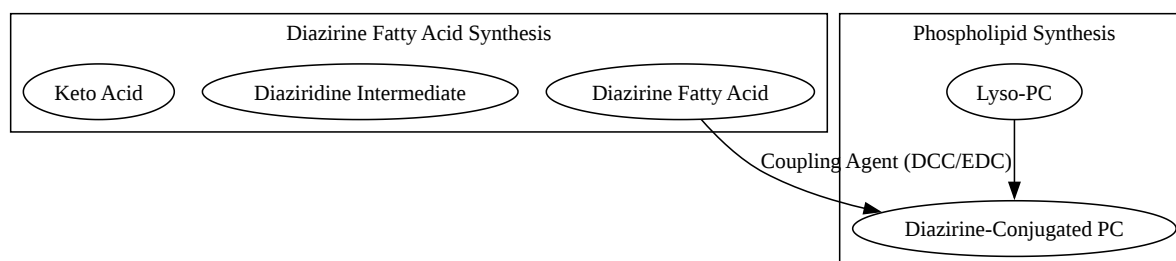 Diazirine Fatty Acid Synthesis
Phospholipid Synthesis
Keto Acid
Diaziridine Intermediate
Diazirine Fatty Acid
Lyso-PC
Coupling Agent (DCC/EDC)
Diazirine-Conjugated PC